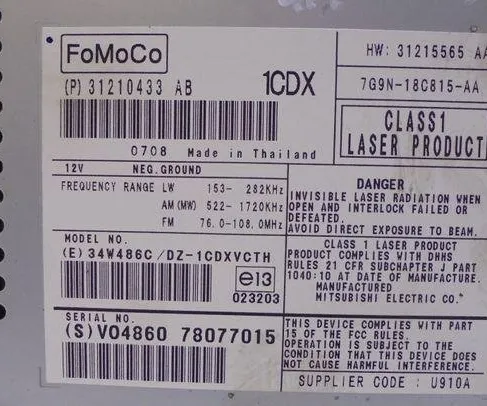 FoMoCo
HW: 31215565 AA
(P) 31210433 AB
1CDX
7G9N-18C815-AA
CLASS1
LASER PRODUCT
0708 Made in Thailand
12V NEG.GROUND
FREQUENCY RANGE LW 153- 282KHz
AM (MW) 522- 1720KHz
FM 76.0-108.0MHz
DANGER
INVISIBLE LASER RADIATION WHEN
OPEN AND INTERLOCK FAILED OR
DEFEATED.
AVOID DIRECT EXPOSURE TO BEAM.
MODEL NO.
(E) 34W486C/DZ-1CDXVCTH
e13
023203
CLASS 1 LASER PRODUCT
PRODUCT COMPLIES WITH DHHS
RULES 21 CFR SUBCHAPTER J PART
1040:10 AT DATE OF MANUFACTURE.
MANUFACTURED
MITSUBISHI ELECTRIC CO.
SERIAL NO.
(S) V04860 78077015
THIS DEVICE COMPLIES WITH PART
15 OF THE FCC RULES.
OPERATION IS SUBJECT TO THE
CONDITION THAT THIS DEVICE DOES
NOT CAUSE HARMFUL INTERFERENCE.
SUPPLIER CODE : U910A